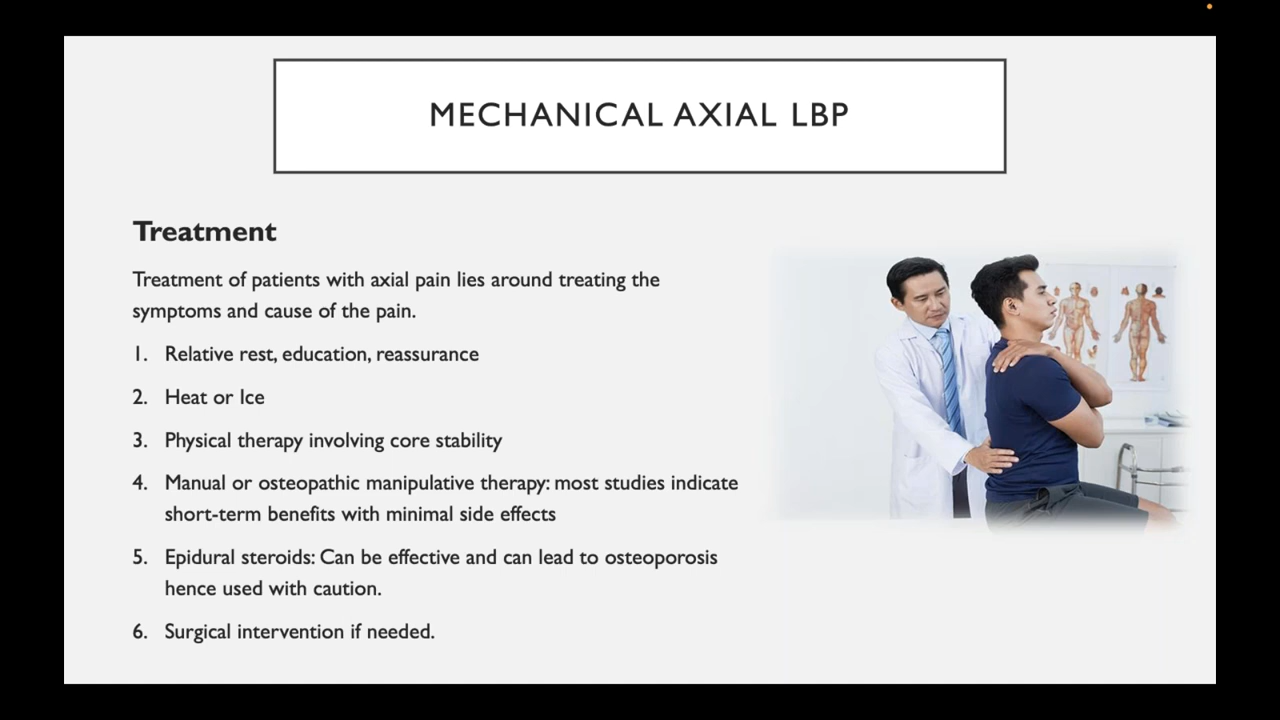 MECHANICAL AXIAL LBP
Treatment
Treatment of patients with axial pain lies around treating the
symptoms and cause of the pain.
1. Relative rest, education, reassurance
2. Heat or Ice
3. Physical therapy involving core stability
4. Manual or osteopathic manipulative therapy: most studies indicate
short-term benefits with minimal side effects
5. Epidural steroids: Can be effective and can lead to osteoporosis
hence used with caution.
6. Surgical intervention if needed.